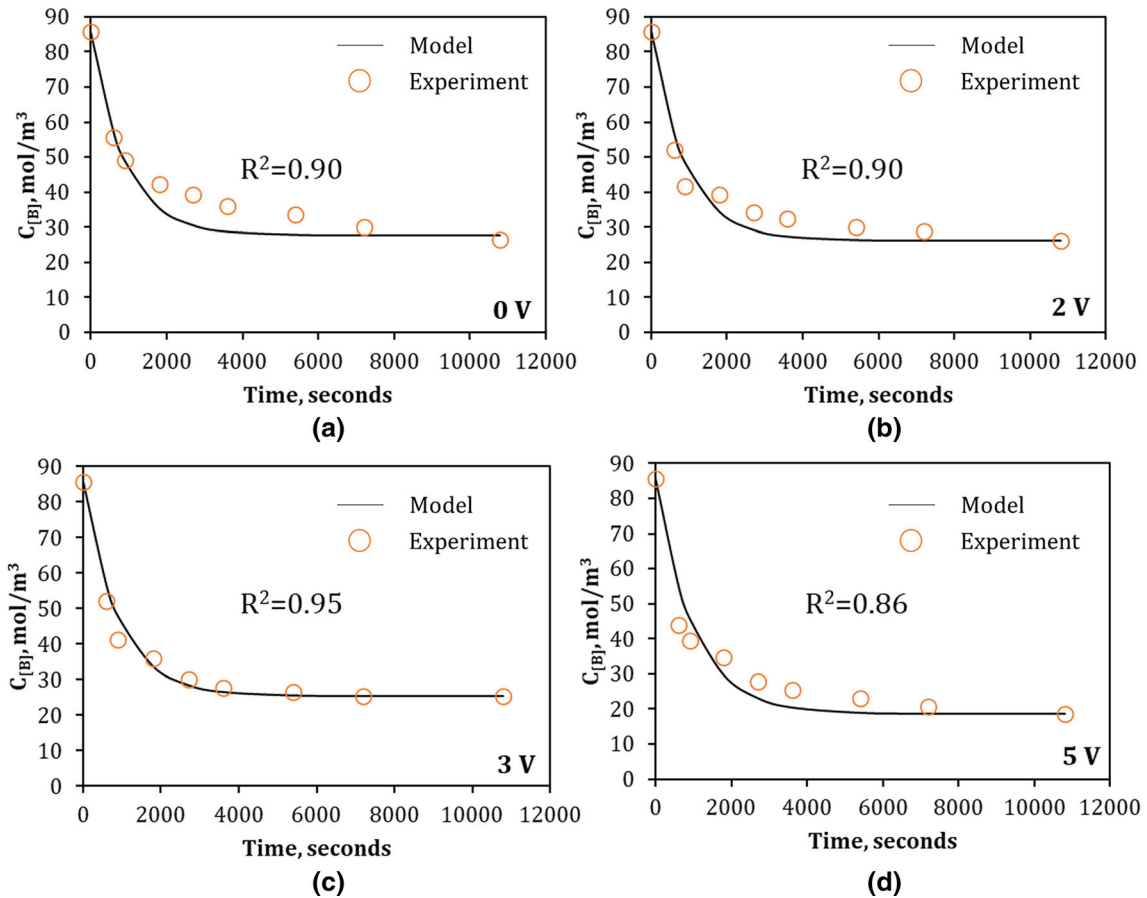 90
80
70
60
50
40
30
20
10
0
C[B], mol/m³
Model
Experiment
R²=0.90
0 V
0 2000 4000 6000 8000 10000 12000
Time, seconds
(a)
90
80
70
60
50
40
30
20
10
0
C[B], mol/m³
Model
Experiment
R²=0.90
2 V
0 2000 4000 6000 8000 10000 12000
Time, seconds
(b)
90
80
70
60
50
40
30
20
10
0
C[B], mol/m³
Model
Experiment
R²=0.95
3 V
0 2000 4000 6000 8000 10000 12000
Time, seconds
(c)
90
80
70
60
50
40
30
20
10
0
C[B], mol/m³
Model
Experiment
R²=0.86
5 V
0 2000 4000 6000 8000 10000 12000
Time, seconds
(d)